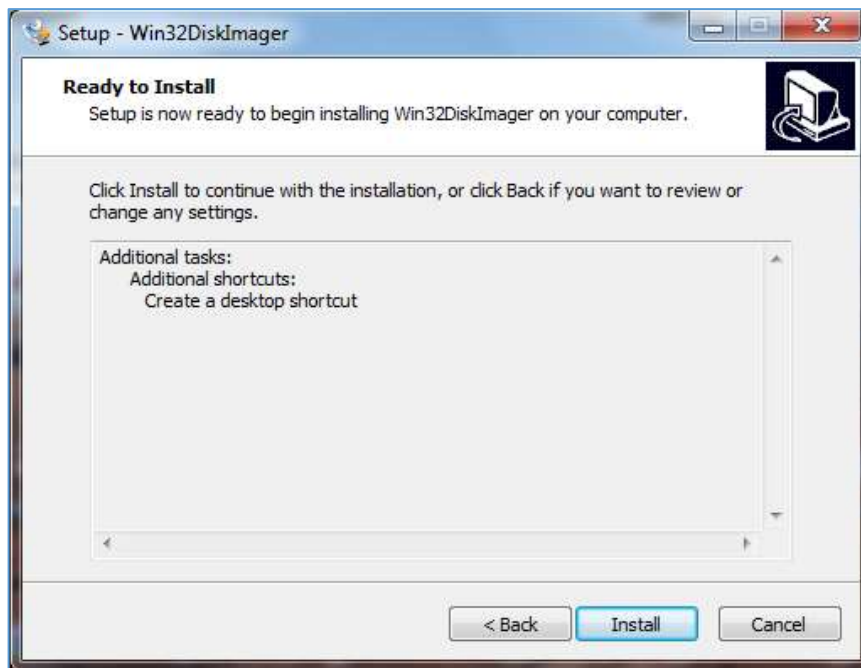 Setup - Win32DiskImager
Ready to Install
Setup is now ready to begin installing Win32DiskImager on your computer.
Click Install to continue with the installation, or click Back if you want to review or
change any settings.
Additional tasks:
Additional shortcuts:
Create a desktop shortcut
< Back
Install
Cancel